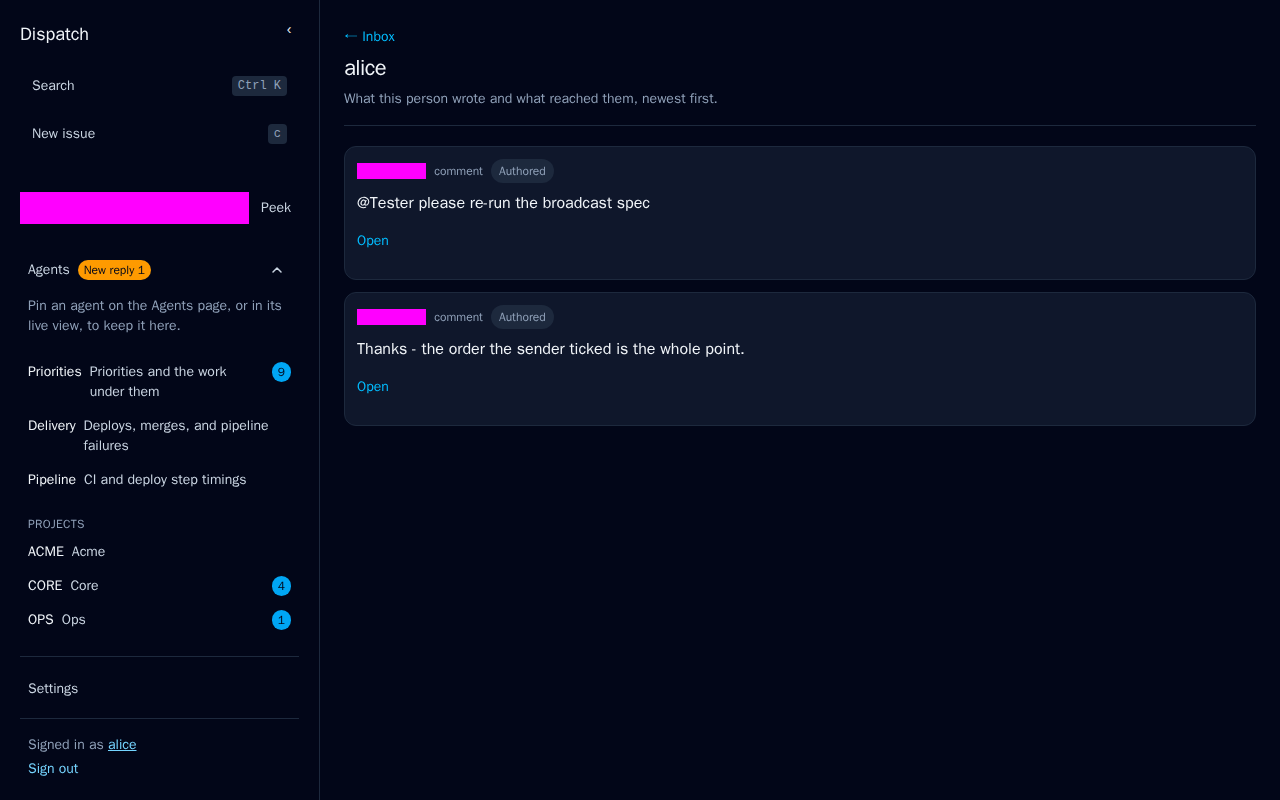 Dispatch
Search
Ctrl K
New issue
C
Peek
Agents
New reply 1
Pin an agent on the Agents page, or in its
live view, to keep it here.
Priorities
Priorities and the work
under them
9
Delivery
Deploys, merges, and pipeline
failures
Pipeline
CI and deploy step timings
PROJECTS
ACME Acme
CORE Core
4
OPS Ops
1
Settings
Signed in as alice
Sign out
← Inbox
alice
What this person wrote and what reached them, newest first.
comment
Authored
@Tester please re-run the broadcast spec
Open
comment
Authored
Thanks - the order the sender ticked is the whole point.
Open